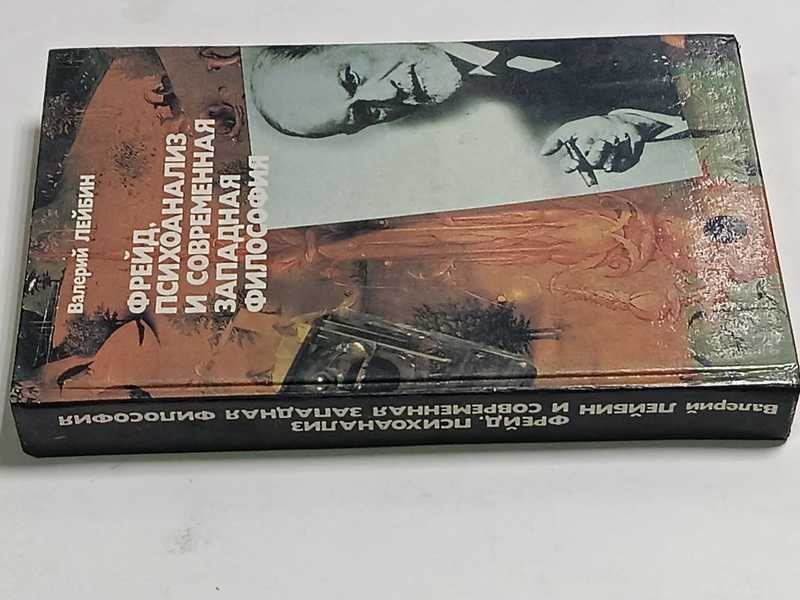 Валерий ЛЕЙБИН
ФРЕЙД,
ПСИХОАНАЛИЗ
И СОВРЕМЕННАЯ
ЗАПАДНАЯ
ФИЛОСОФИЯ
Валерий ЛЕЙБИН
ФРЕЙД, ПСИХОАНАЛИЗ
И СОВРЕМЕННАЯ ЗАПАДНАЯ ФИЛОСОФИЯ